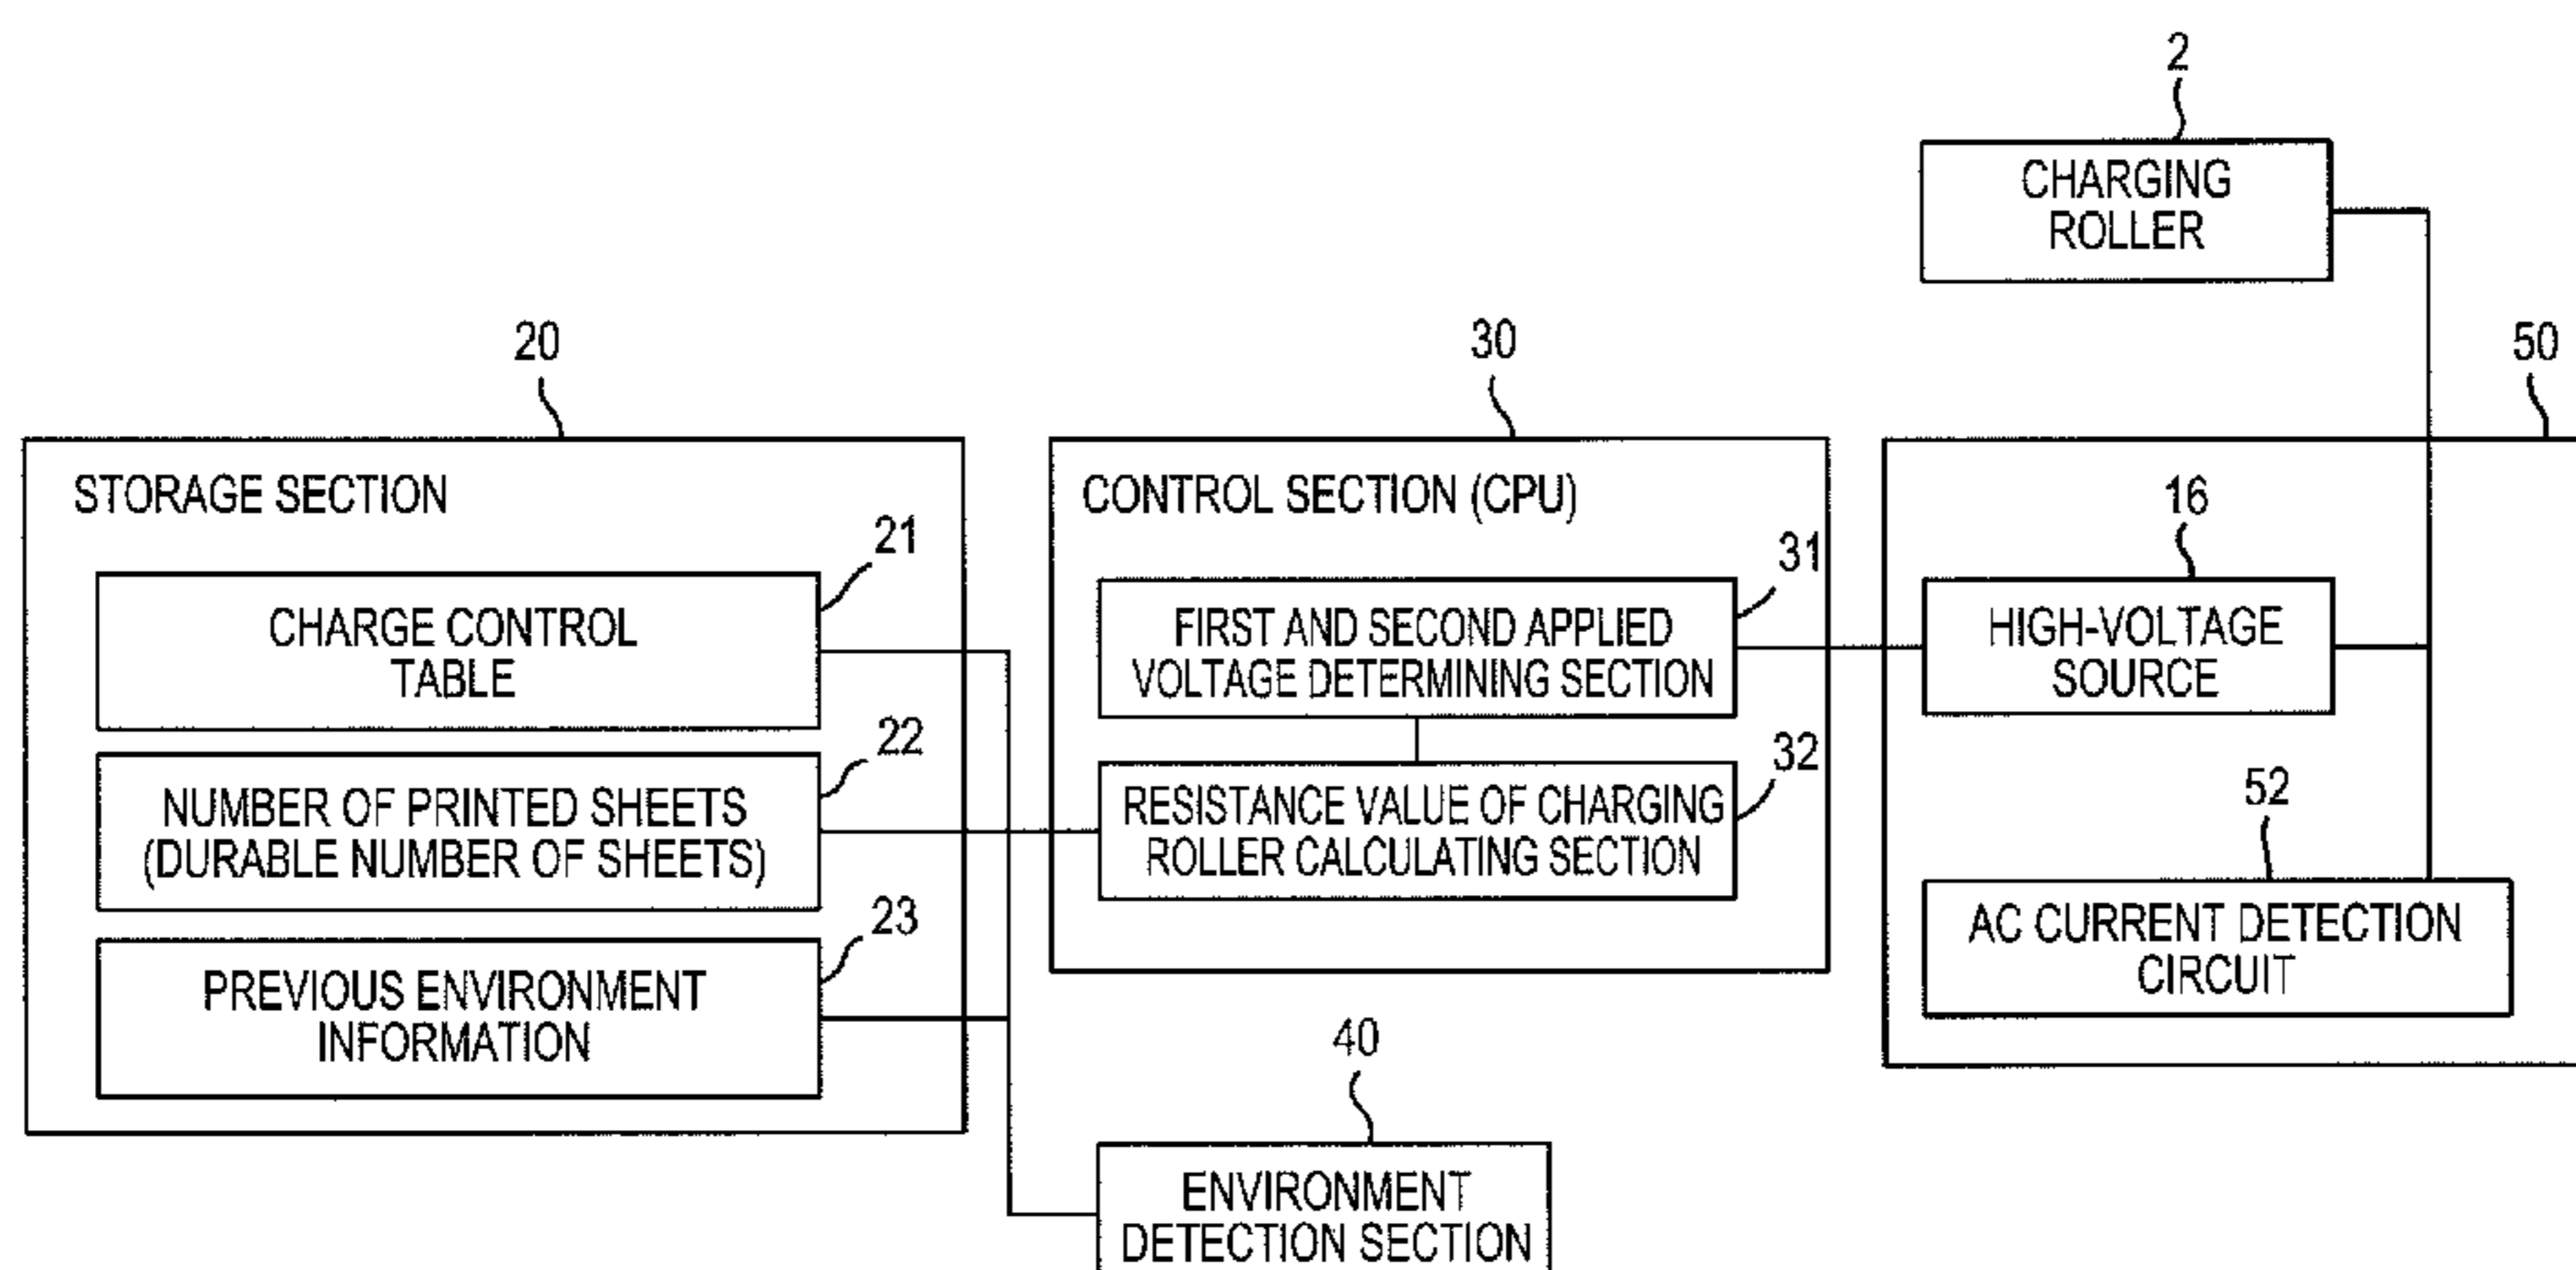 2
CHARGING
ROLLER
20
30
50
STORAGE SECTION
CONTROL SECTION (CPU)
21
CHARGE CONTROL
TABLE
22
NUMBER OF PRINTED SHEETS
(DURABLE NUMBER OF SHEETS)
23
PREVIOUS ENVIRONMENT
INFORMATION
31
FIRST AND SECOND APPLIED
VOLTAGE DETERMINING SECTION
32
RESISTANCE VALUE OF CHARGING
ROLLER CALCULATING SECTION
16
HIGH-VOLTAGE
SOURCE
52
AC CURRENT DETECTION
CIRCUIT
40
ENVIRONMENT
DETECTION SECTION